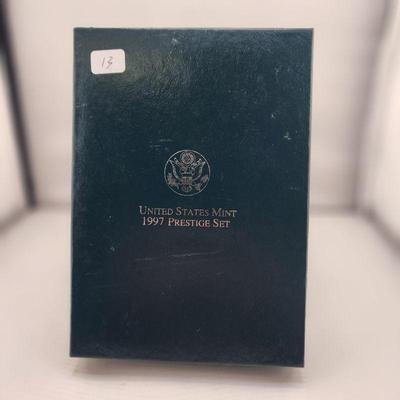 13
United States Mint
1997 Prestige Set